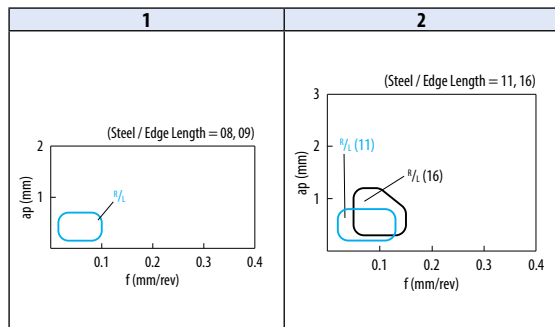 1
2
(Steel / Edge Length = 08, 09)
2
1
ap (mm)
R/L
0.1 0.2 0.3 0.4
f (mm/rev)
(Steel / Edge Length = 11, 16)
3
2
1
ap (mm)
R/L (11)
R/L (16)
0.1 0.2 0.3 0.4
f (mm/rev)